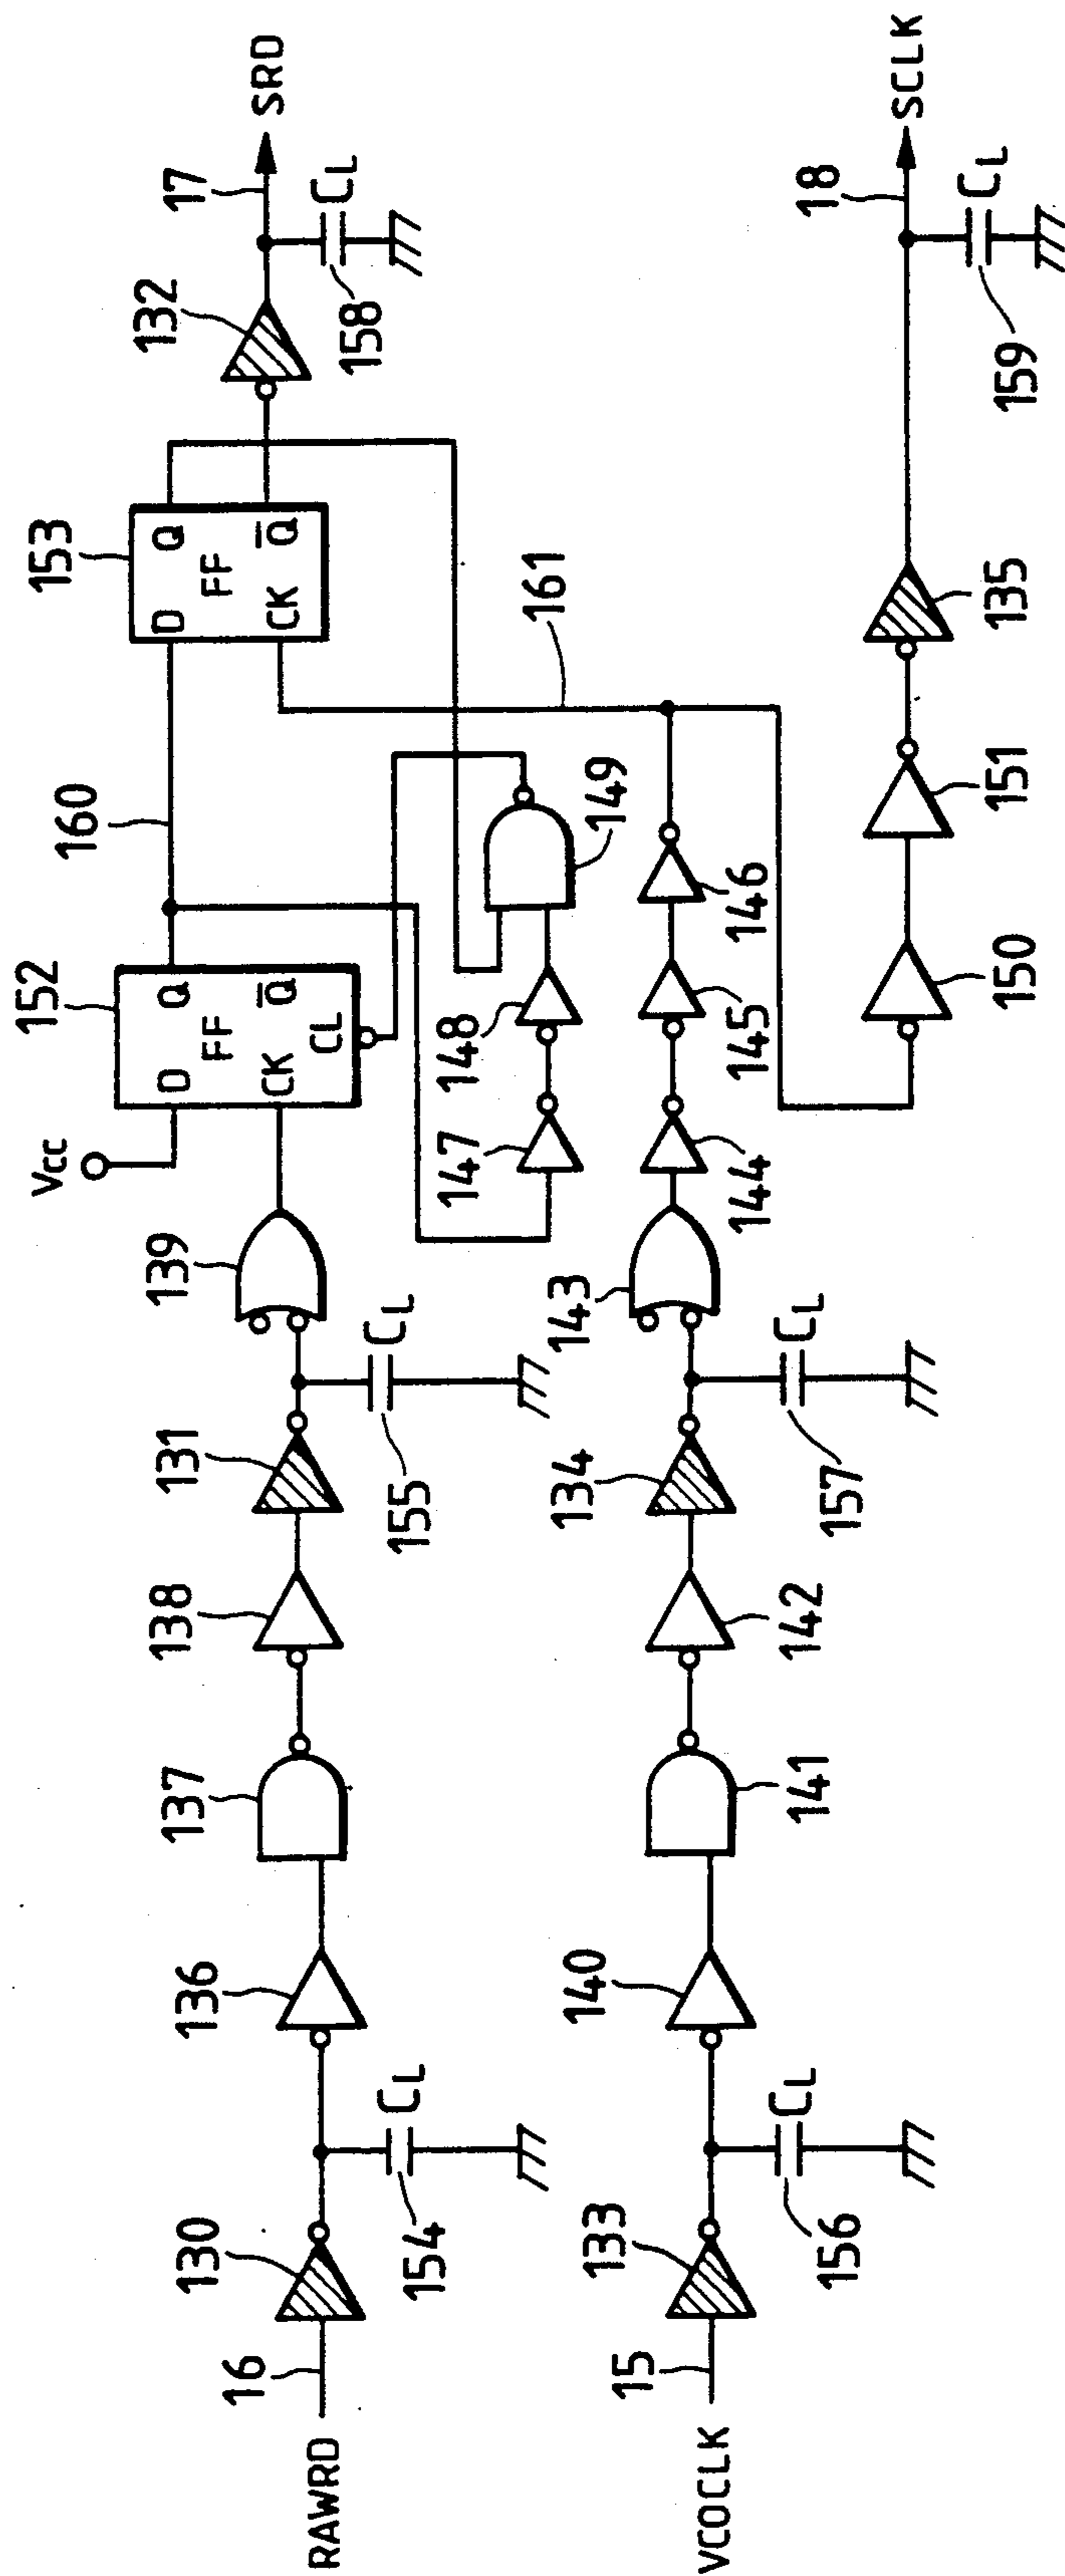 RAWRD
16
130
154
CL
136
137
138
131
155
CL
139
Vcc
152
D
Q
FF
CK
Q̅
CL
160
153
D
Q
FF
CK
Q̅
132
17
SRD
158
CL
147
148
149
161
VCOCLK
15
133
156
CL
140
141
142
134
157
CL
143
144
145
146
150
151
135
18
SCLK
159
CL